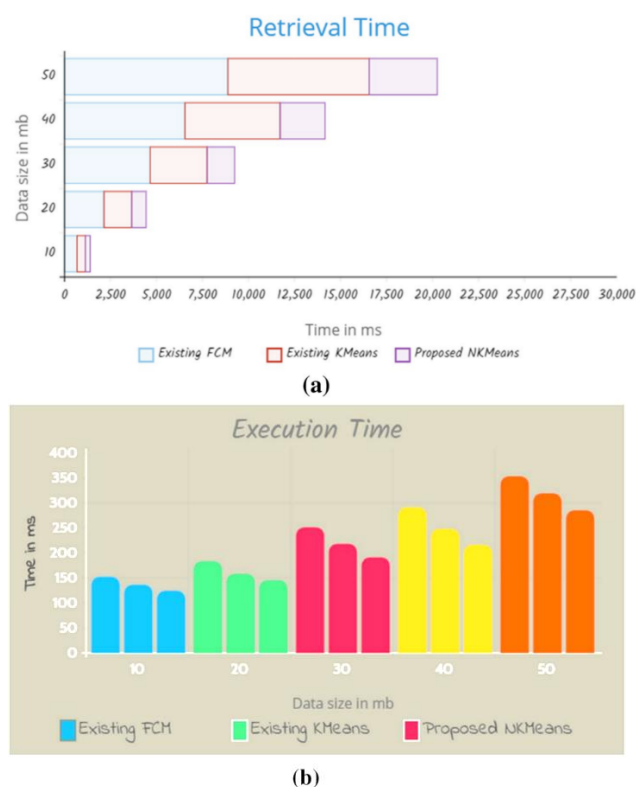 Retrieval Time
Data size in mb
50
40
30
20
10
0 2,500 5,000 7,500 10,000 12,500 15,000 17,500 20,000 22,500 25,000 27,500 30,000
Time in ms
Existing FCM Existing KMeans Proposed NKMeans
(a)
Execution Time
Time in ms
400
350
300
250
200
150
100
50
0
10 20 30 40 50
Data size in mb
Existing FCM Existing KMeans Proposed NKMeans
(b)